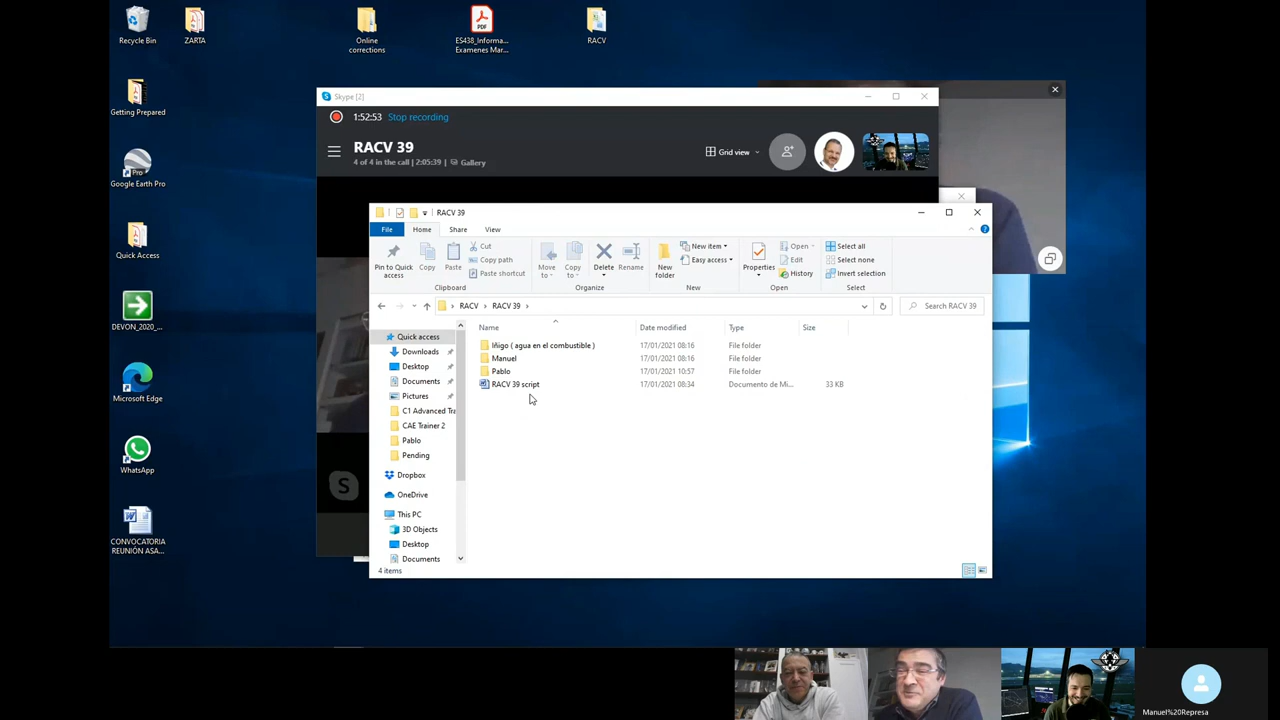 Recycle Bin
ZARTA
Online
corrections
PDF
ES438_Informa...
Examenes Mar...
RACV
Getting Prepared
Pro
Google Earth Pro
Quick Access
DEVON_2020_...
Microsoft Edge
WhatsApp
CONVOCATORIA
REUNIÓN ASA...
Skype [2]
1:52:53 Stop recording
RACV 39
4 of 4 in the call | 2:05:39 | Gallery
Grid view
RACV 39
File Home Share View
Pin to Quick
access
Copy
Paste
Cut
Copy path
Paste shortcut
Clipboard
Move
to
Copy
to
Delete
Rename
Organize
New
folder
New item
Easy access
New
Properties
Open
Edit
History
Open
Select all
Select none
Invert selection
Select
RACV RACV 39
Search RACV 39
Name Date modified Type Size
Iñigo ( agua en el combustible ) 17/01/2021 08:16 File folder
Manuel 17/01/2021 08:16 File folder
Pablo 17/01/2021 10:57 File folder
RACV 39 script 17/01/2021 08:34 Documento de Mi... 33 KB
Quick access
Downloads
Desktop
Documents
Pictures
C1 Advanced Tra
CAE Trainer 2
Pablo
Pending
Dropbox
OneDrive
This PC
3D Objects
Desktop
Documents
4 items
Manuel%20Represa